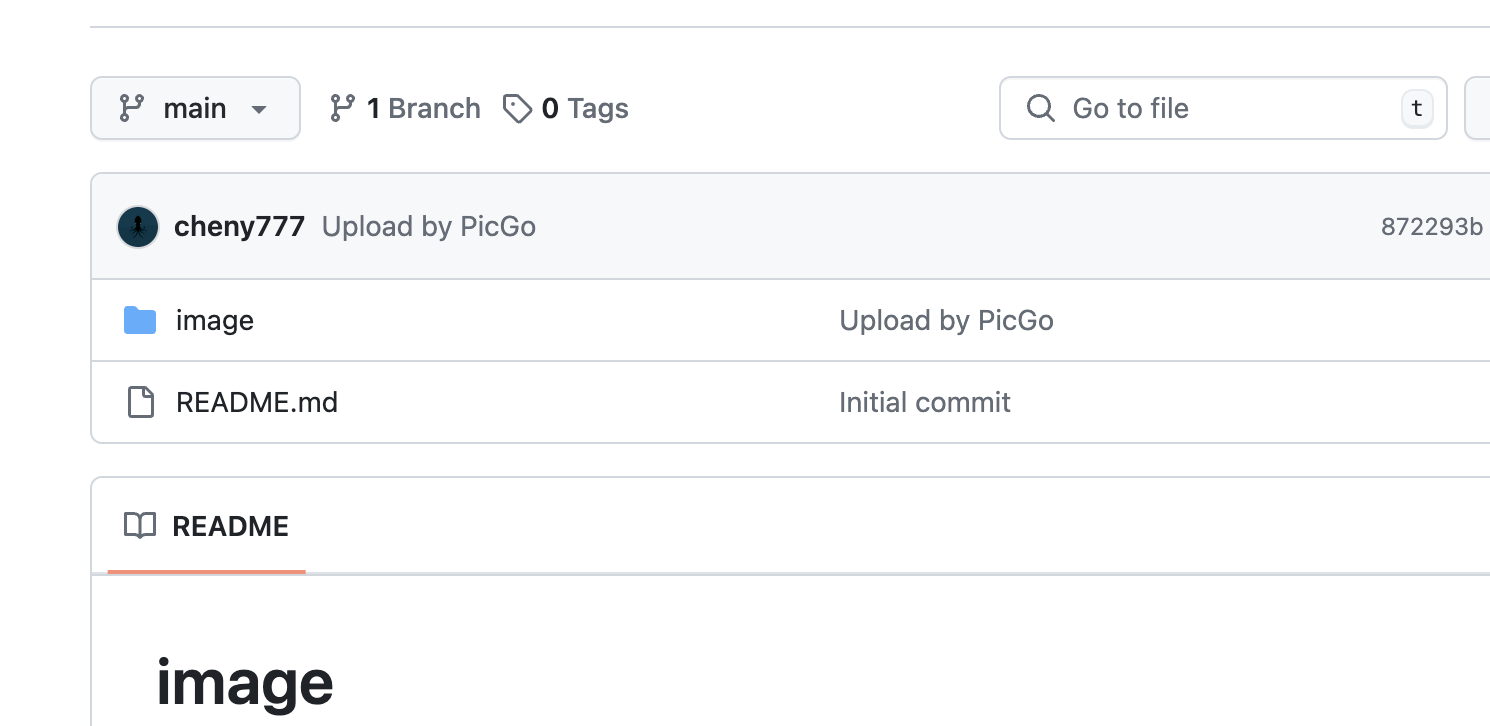 main 1 Branch 0 Tags Go to file t
cheny777 Upload by PicGo 872293b
image Upload by PicGo
README.md Initial commit
README
image